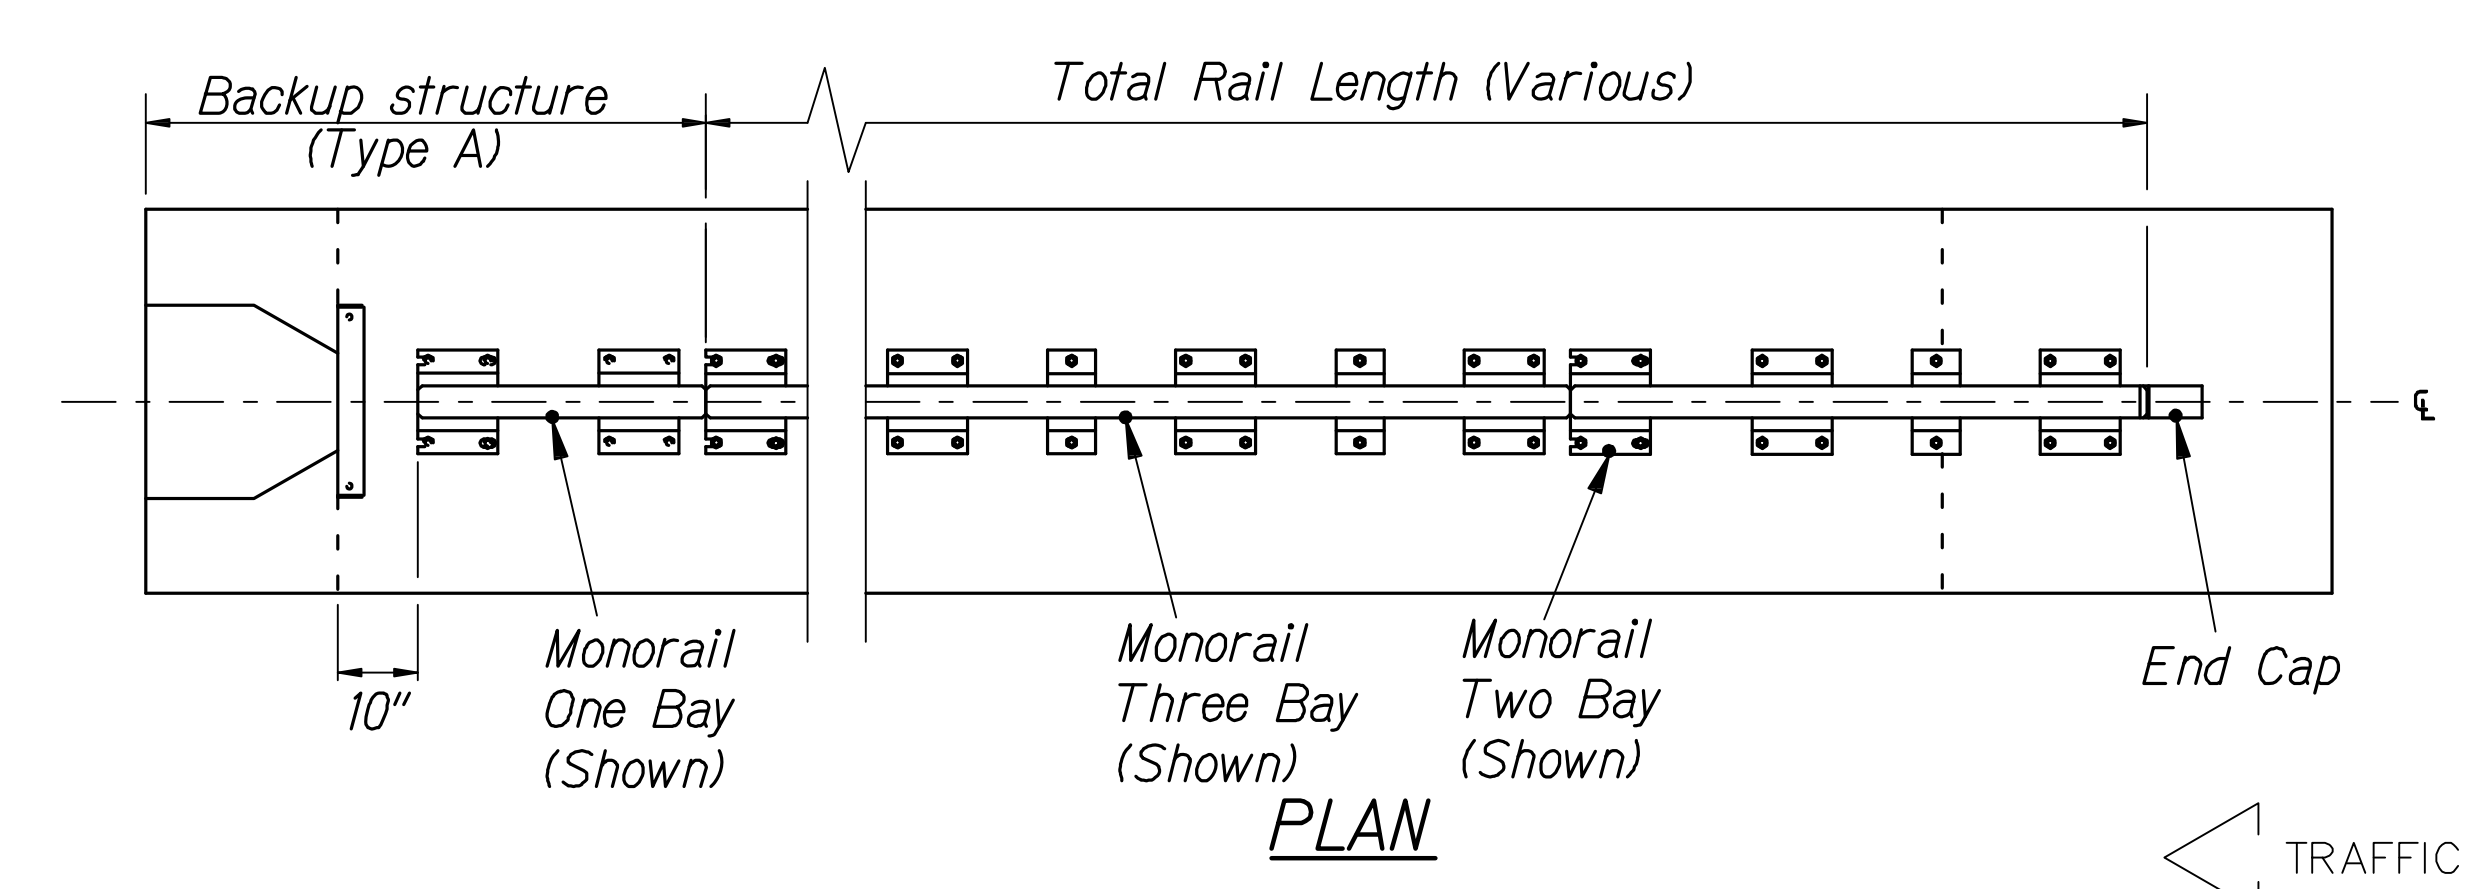 Total Rail Length (Various)
Backup structure
(Type A)
℄
10"
Monorail
One Bay
(Shown)
Monorail
Three Bay
(Shown)
Monorail
Two Bay
(Shown)
End Cap
PLAN
TRAFFIC